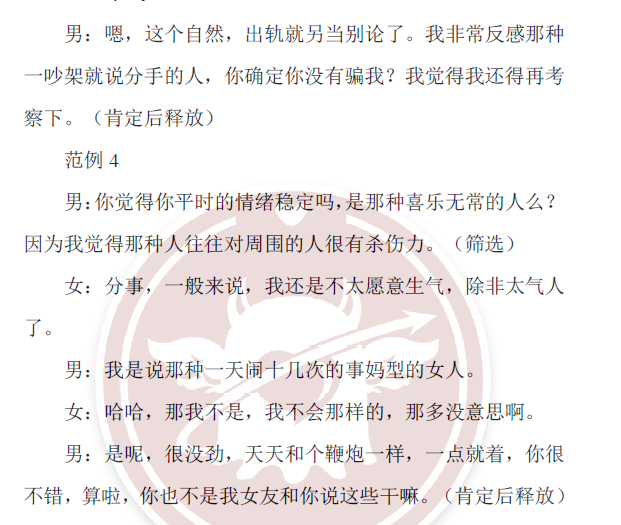 男：嗯，这个自然，出轨就另当别论了。我非常反感那种
一吵架就说分手的人，你确定你没有骗我？我觉得我还得再考
察下。（肯定后释放）
范例 4
男:你觉得你平时的情绪稳定吗,是那种喜乐无常的人么？
因为我觉得那种人往往对周围的人很有杀伤力。（筛选）
女：分事，一般来说，我还是不太愿意生气，除非太气人
了。
男：我是说那种一天闹十几次的事妈型的女人。
女：哈哈，那我不是，我不会那样的，那多没意思啊。
男：是呢，很没劲，天天和个鞭炮一样，一点就着，你很
不错，算啦，你也不是我女友和你说这些干嘛。（肯定后释放）